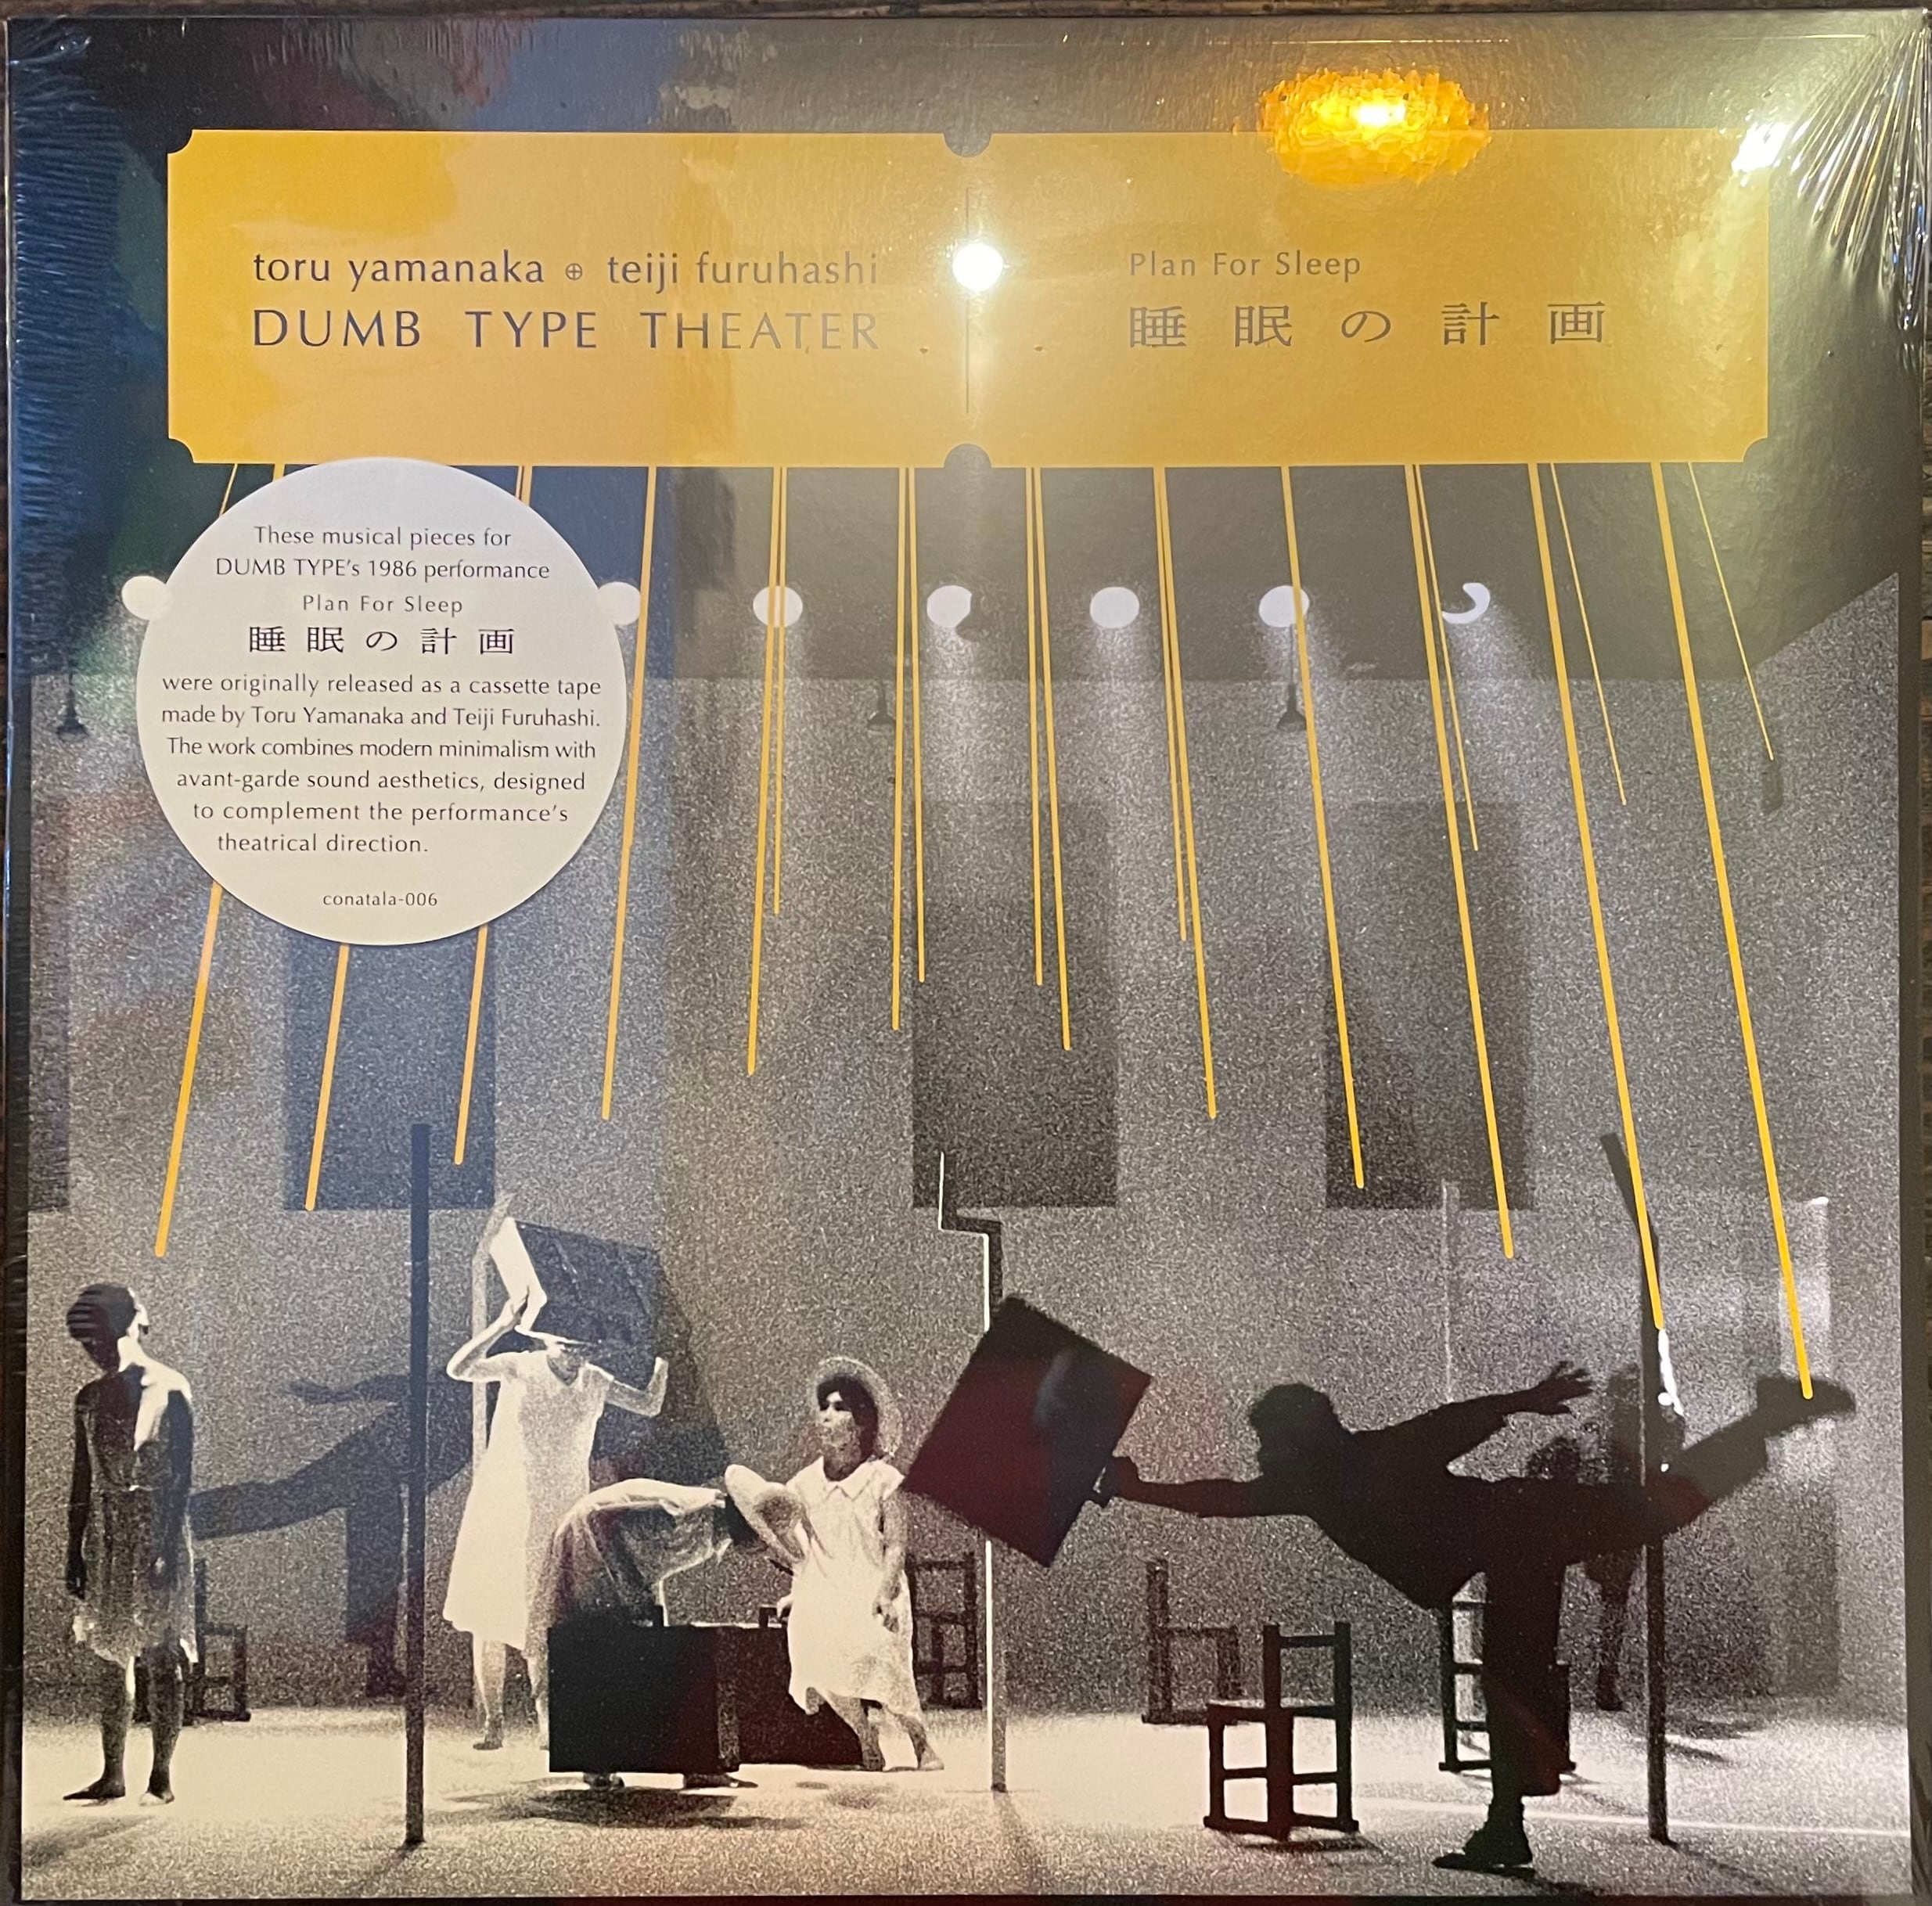 toru yamanaka ⊕ teiji furuhashi
DUMB TYPE THEATER
Plan For Sleep
睡眠の計画
These musical pieces for
DUMB TYPE's 1986 performance
Plan For Sleep
睡眠の計画
were originally released as a cassette tape
made by Toru Yamanaka and Teiji Furuhashi.
The work combines modern minimalism with
avant-garde sound aesthetics, designed
to complement the performance's
theatrical direction.
conatala-006